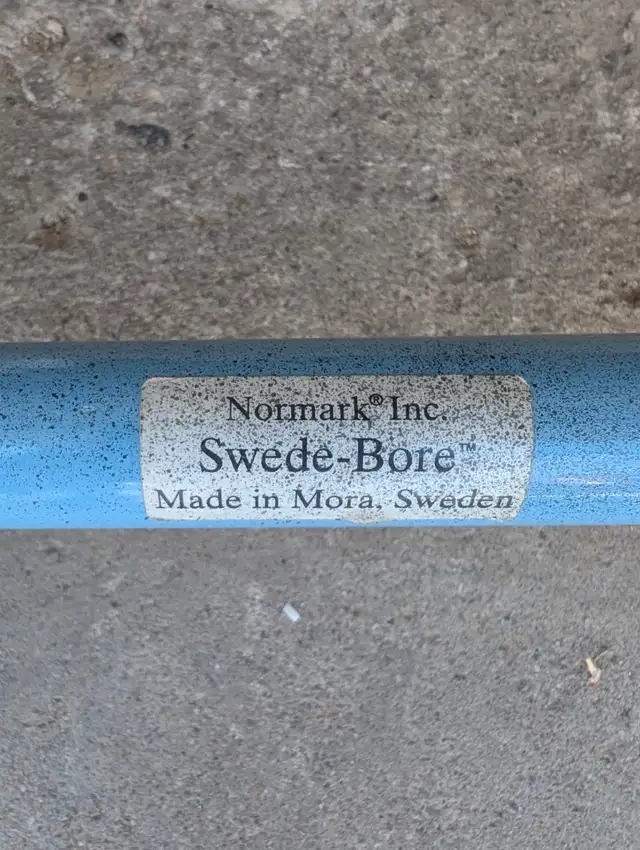 Normark® Inc.
Swede-Bore™
Made in Mora, Sweden